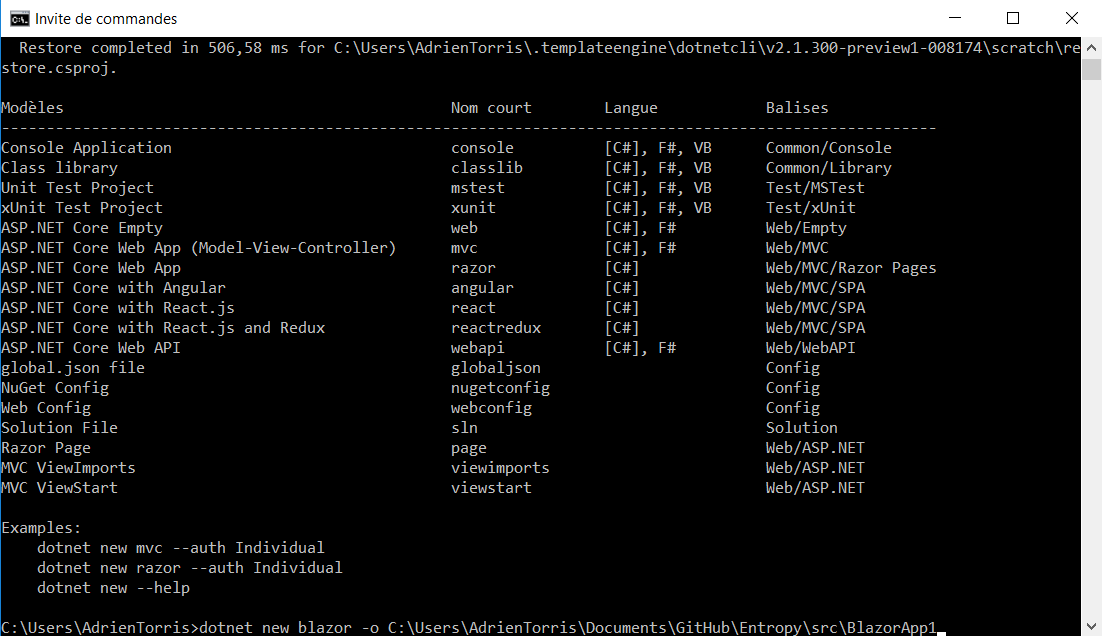 Invite de commandes
Restore completed in 506,58 ms for C:\Users\AdrienTorris\.templateengine\dotnetcli\v2.1.300-preview1-008174\scratch\re
store.csproj.
Modèles Nom court Langue Balises
--------------------------------------------------------------------------------------------------------
Console Application console [C#], F#, VB Common/Console
Class library classlib [C#], F#, VB Common/Library
Unit Test Project mstest [C#], F#, VB Test/MSTest
xUnit Test Project xunit [C#], F#, VB Test/xUnit
ASP.NET Core Empty web [C#], F# Web/Empty
ASP.NET Core Web App (Model-View-Controller) mvc [C#], F# Web/MVC
ASP.NET Core Web App razor [C#] Web/MVC/Razor Pages
ASP.NET Core with Angular angular [C#] Web/MVC/SPA
ASP.NET Core with React.js react [C#] Web/MVC/SPA
ASP.NET Core with React.js and Redux reactredux [C#] Web/MVC/SPA
ASP.NET Core Web API webapi [C#], F# Web/WebAPI
global.json file globaljson Config
NuGet Config nugetconfig Config
Web Config webconfig Config
Solution File sln Solution
Razor Page page Web/ASP.NET
MVC ViewImports viewimports Web/ASP.NET
MVC ViewStart viewstart Web/ASP.NET
Examples:
dotnet new mvc --auth Individual
dotnet new razor --auth Individual
dotnet new --help
C:\Users\AdrienTorris>dotnet new blazor -o C:\Users\AdrienTorris\Documents\GitHub\Entropy\src\BlazorApp1